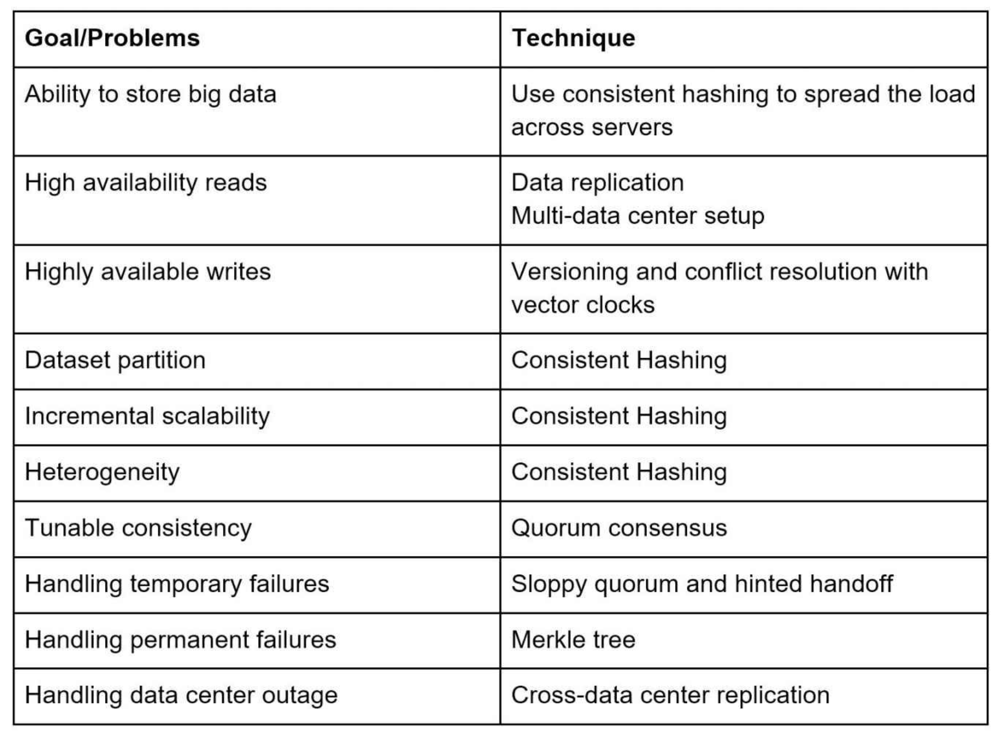 Goal/Problems
Technique
Ability to store big data
Use consistent hashing to spread the load
across servers
High availability reads
Data replication
Multi-data center setup
Highly available writes
Versioning and conflict resolution with
vector clocks
Dataset partition
Consistent Hashing
Incremental scalability
Consistent Hashing
Heterogeneity
Consistent Hashing
Tunable consistency
Quorum consensus
Handling temporary failures
Sloppy quorum and hinted handoff
Handling permanent failures
Merkle tree
Handling data center outage
Cross-data center replication